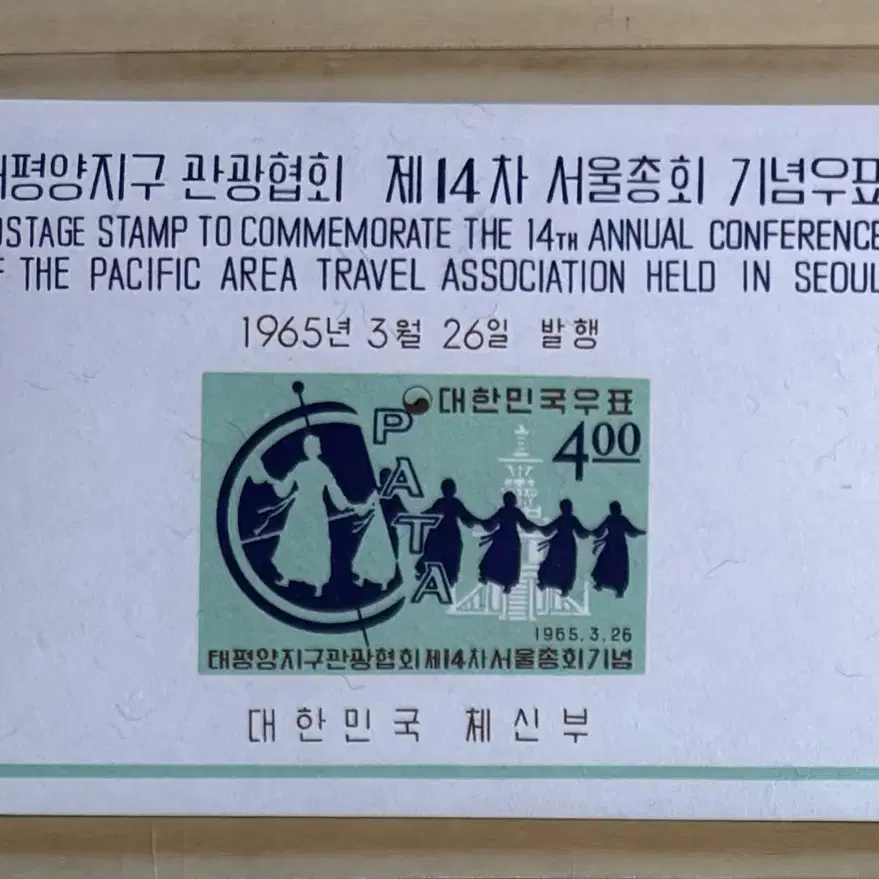 태평양지구 관광협회 제14차 서울총회 기념우표
POSTAGE STAMP TO COMMEMORATE THE 14TH ANNUAL CONFERENCE
OF THE PACIFIC AREA TRAVEL ASSOCIATION HELD IN SEOUL
1965년 3월 26일 발행
대한민국우표
400
PATA
1965.3.26
태평양지구관광협회제14차서울총회기념
대한민국 체신부